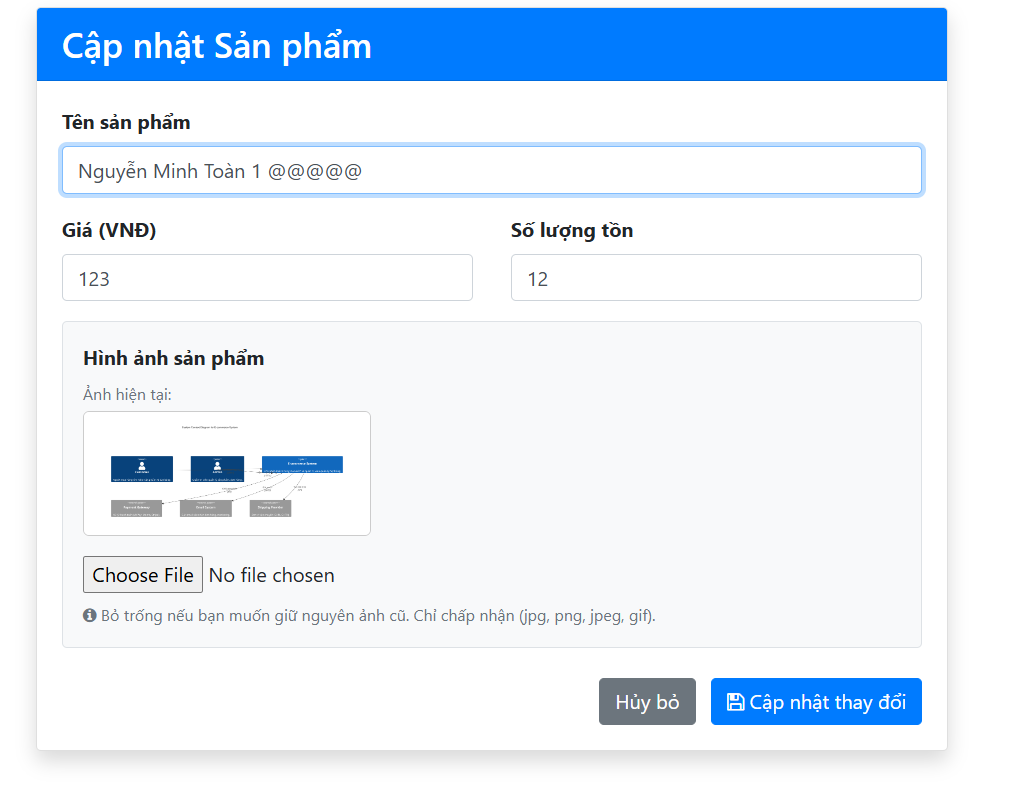 Cập nhật Sản phẩm
Tên sản phẩm
Nguyễn Minh Toàn 1 @@@@@
Giá (VNĐ)
Số lượng tồn
123
12
Hình ảnh sản phẩm
Ảnh hiện tại:
Choose File No file chosen
Bỏ trống nếu bạn muốn giữ nguyên ảnh cũ. Chỉ chấp nhận (jpg, png, jpeg, gif).
Hủy bỏ
Cập nhật thay đổi